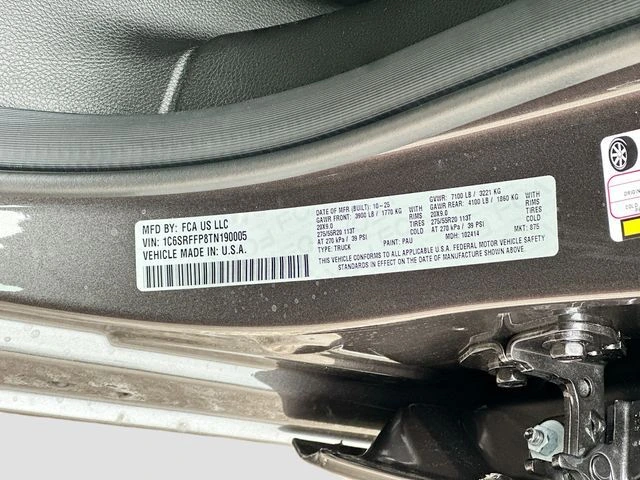 MFD BY: FCA US LLC
VIN: 1C6SRFFP8TN190005
VEHICLE MADE IN: U.S.A.
DATE OF MFR (BUILT): 10-25
GAWR FRONT: 3900 LB / 1770 KG
20X9.0
275/55R20 113T
AT 270 kPa / 39 PSI
TYPE: TRUCK
PAINT: PAU
GVWR: 7100 LB / 3221 KG
GAWR REAR: 4100 LB / 1860 KG WITH
20X9.0 RIMS
275/55R20 113T TIRES
AT 270 kPa / 39 PSI COLD
MDH: 102414
MKT: 875
WITH
RIMS
TIRES
COLD
THIS VEHICLE CONFORMS TO ALL APPLICABLE FEDERAL MOTOR VEHICLE SAFETY
STANDARDS IN EFFECT ON THE DATE OF MANUFACTURE SHOWN ABOVE.